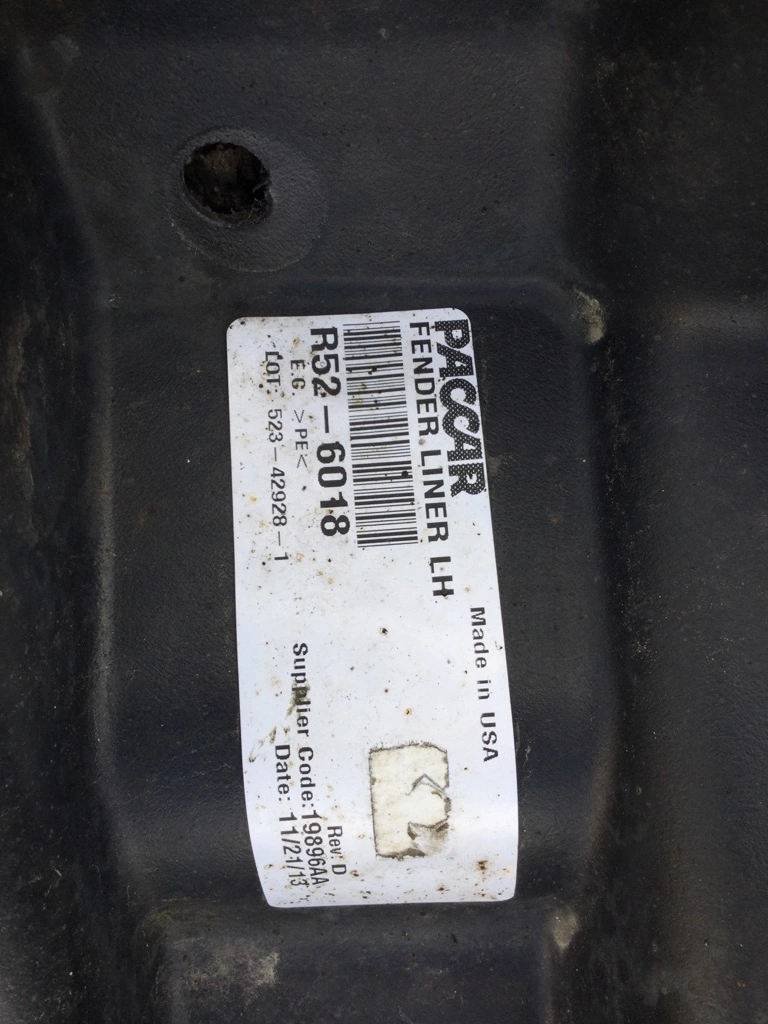 PACCAR
FENDER LINER LH
R52-6018
E.G >PE<
LOT: 523-42928-1
Made in USA
Rev. D
Supplier Code:19896AA
Date: 11/21/13